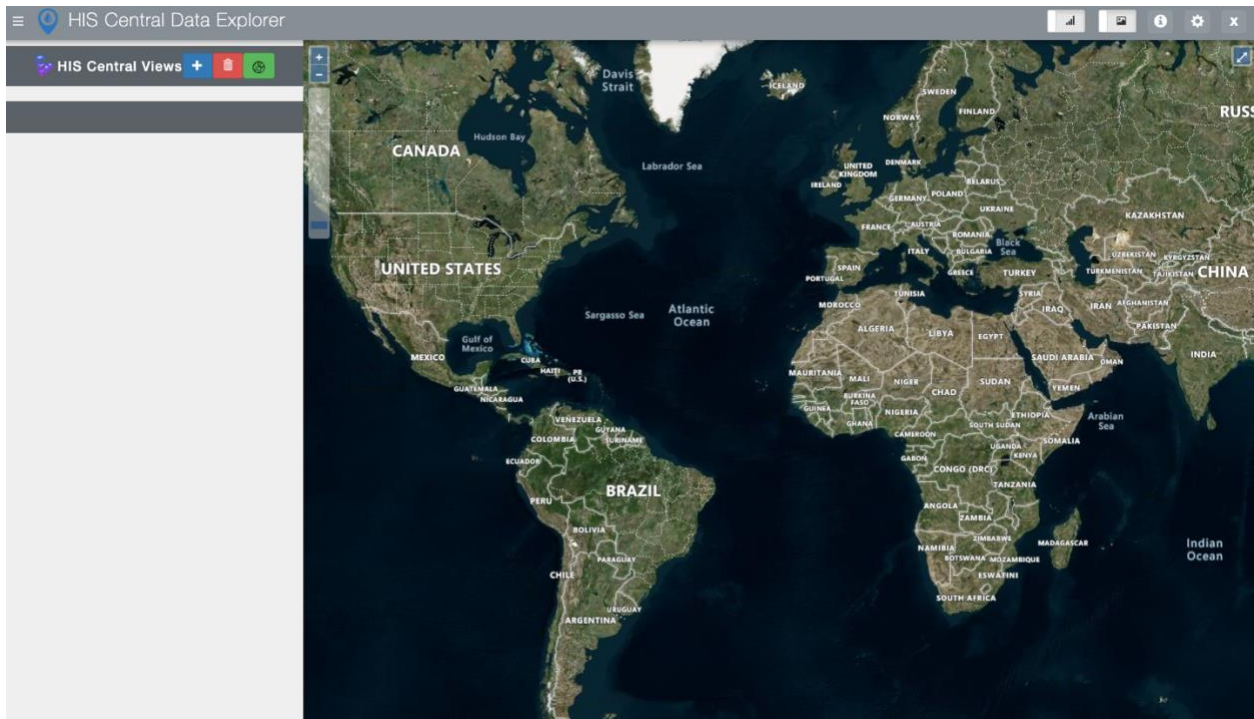 HIS Central Data Explorer
x
HIS Central Views
+
+
-
Davis
Strait
ICELAND
SWEDEN
FINLAND
NORWAY
RUSS
Hudson Bay
CANADA
Labrador Sea
UNITED
KINGDOM
DENMARK
IRELAND
BELARUS
GERMANY
POLAND
UKRAINE
KAZAKHSTAN
FRANCE
AUSTRIA
ROMANIA
Black
Sea
ITALY
BULGARIA
UZBEKISTAN
KYRGYZSTAN
UNITED STATES
SPAIN
PORTUGAL
GREECE
TURKEY
TURKMENISTAN
TAJIKISTAN
CHINA
Sargasso Sea
Atlantic
Ocean
MOROCCO
TUNISIA
SYRIA
IRAQ
IRAN
AFGHANISTAN
PAKISTAN
ALGERIA
LIBYA
EGYPT
Gulf of
Mexico
MEXICO
CUBA
HAITI
PR
(U.S.)
SAUDI ARABIA
OMAN
INDIA
GUATEMALA
NICARAGUA
MAURITANIA
MALI
NIGER
CHAD
SUDAN
YEMEN
BURKINA
FASO
GUINEA
GHANA
NIGERIA
ETHIOPIA
Arabian
Sea
VENEZUELA
GUYANA
SURINAME
COLOMBIA
CAMEROON
SOUTH SUDAN
SOMALIA
UGANDA
KENYA
ECUADOR
GABON
CONGO (DRC)
TANZANIA
BRAZIL
PERU
ANGOLA
ZAMBIA
BOLIVIA
ZIMBABWE
MADAGASCAR
NAMIBIA
BOTSWANA
MOZAMBIQUE
Indian
Ocean
PARAGUAY
CHILE
ESWATINI
SOUTH AFRICA
URUGUAY
ARGENTINA